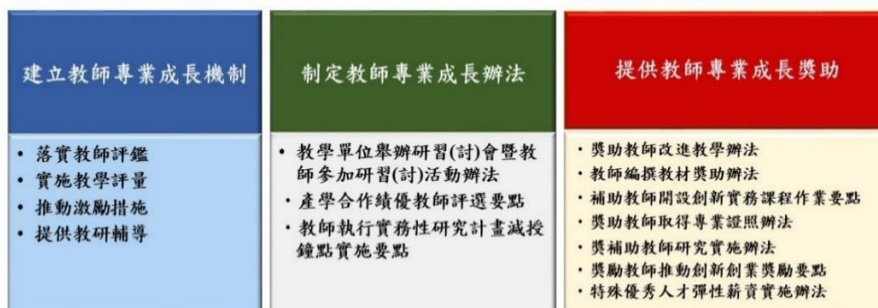 建立教師專業成長機制
• 落實教師評鑑
• 實施教學評量
• 推動激勵措施
• 提供教研輔導
制定教師專業成長辦法
• 教學單位舉辦研習(討)會暨教
師參加研習(討)活動辦法
• 產學合作績優教師評選要點
• 教師執行實務性研究計畫減授
鐘點實施要點
提供教師專業成長獎助
• 獎助教師改進教學辦法
• 教師編撰教材獎助辦法
• 補助教師開設創新實務課程作業要點
• 獎助教師取得專業證照辦法
• 獎補助教師研究實施辦法
• 獎勵教師推動創新創業獎勵要點
• 特殊優秀人才彈性薪資實施辦法